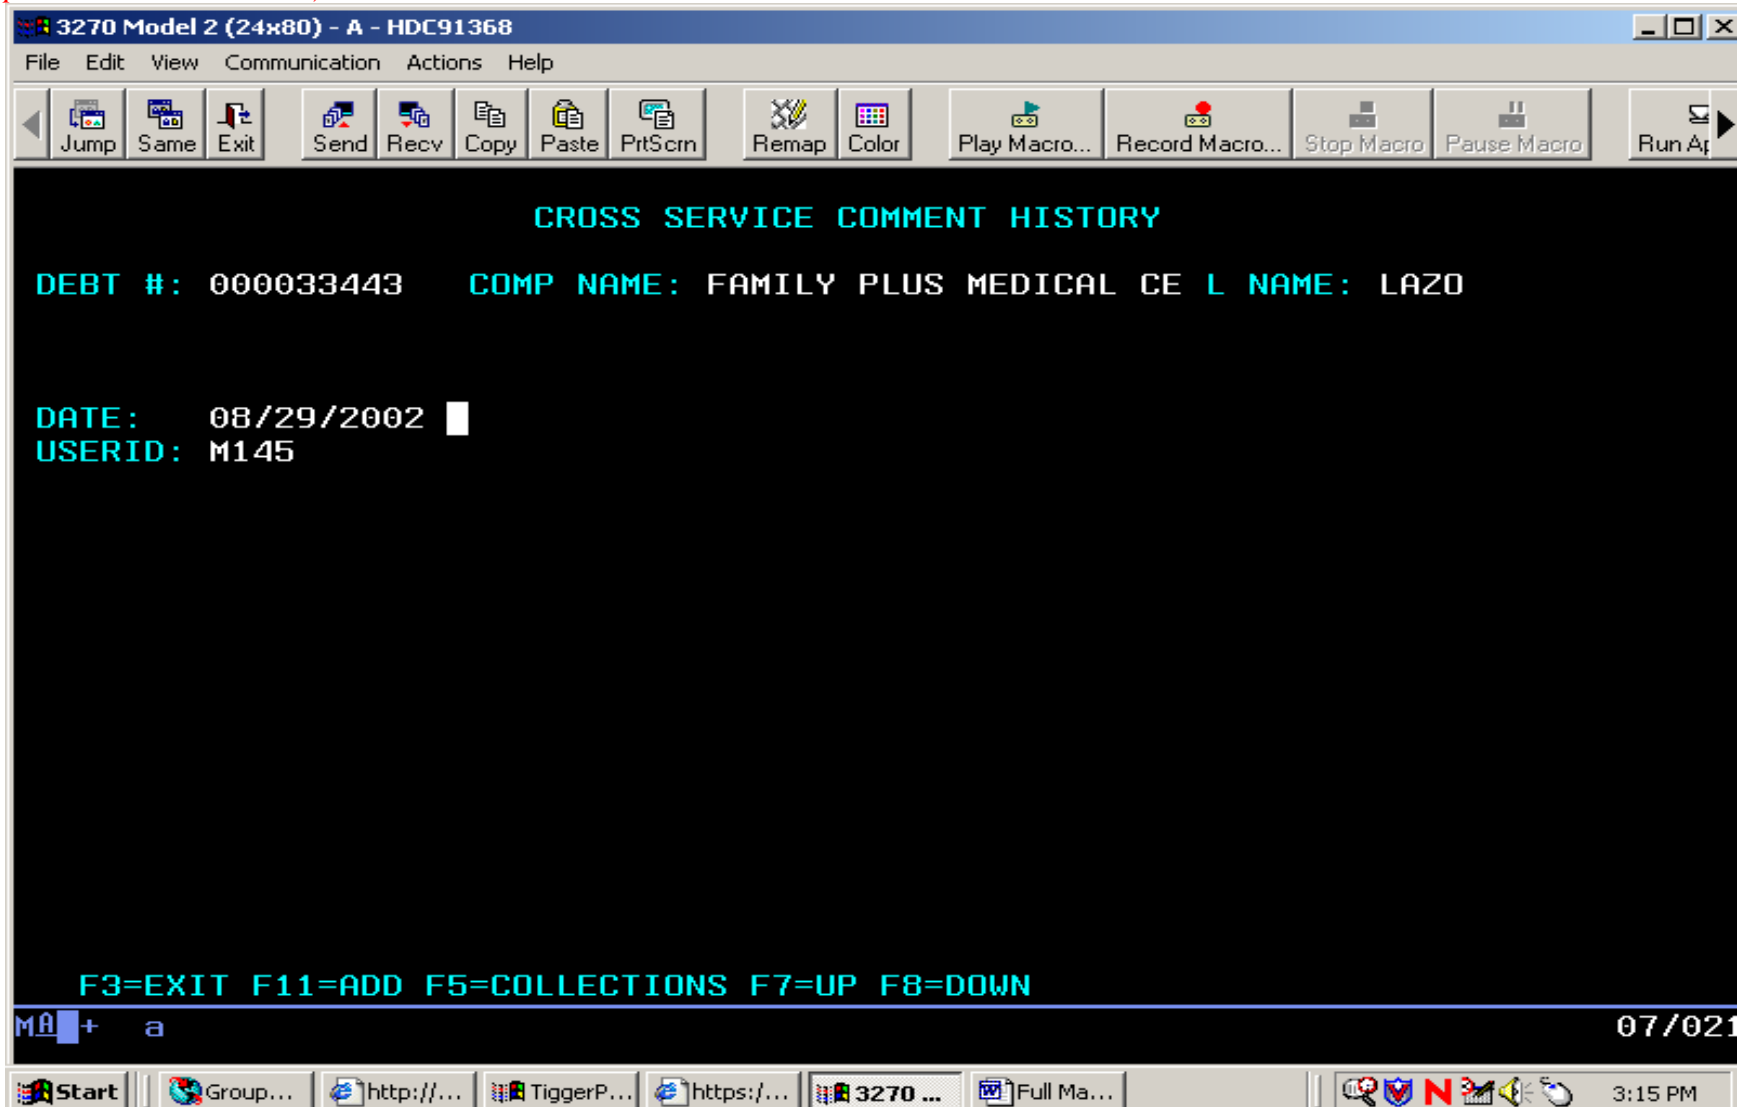 3270 Model 2 (24x80) - A - HDC91368
File Edit View Communication Actions Help
Jump Same Exit Send Recv Copy Paste PrtScrn Remap Color Play Macro... Record Macro... Stop Macro Pause Macro Run Ap
CROSS SERVICE COMMENT HISTORY
DEBT #: 000033443 COMP NAME: FAMILY PLUS MEDICAL CE L NAME: LAZO
DATE: 08/29/2002
USERID: M145
F3=EXIT F11=ADD F5=COLLECTIONS F7=UP F8=DOWN
MA + a 07/021
Start Group... http://... TiggerP... https:/... 3270 ... Full Ma... 3:15 PM